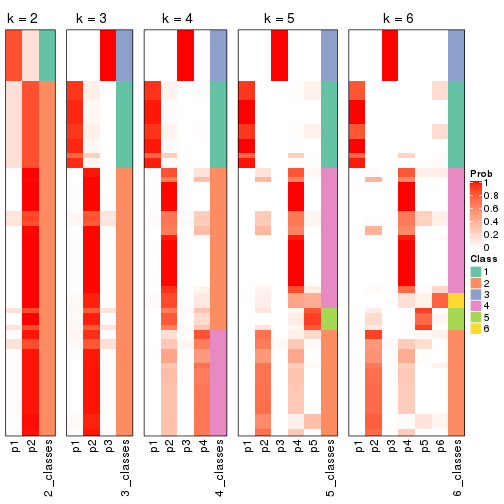 k = 2
k = 3
k = 4
k = 5
k = 6
Prob
1
0.8
0.6
0.4
0.2
0
Class
1
2
3
4
5
6
p1
p2
2_classes
p1
p2
p3
3_classes
p1
p2
p3
p4
4_classes
p1
p2
p3
p4
p5
5_classes
p1
p2
p3
p4
p5
p6
6_classes